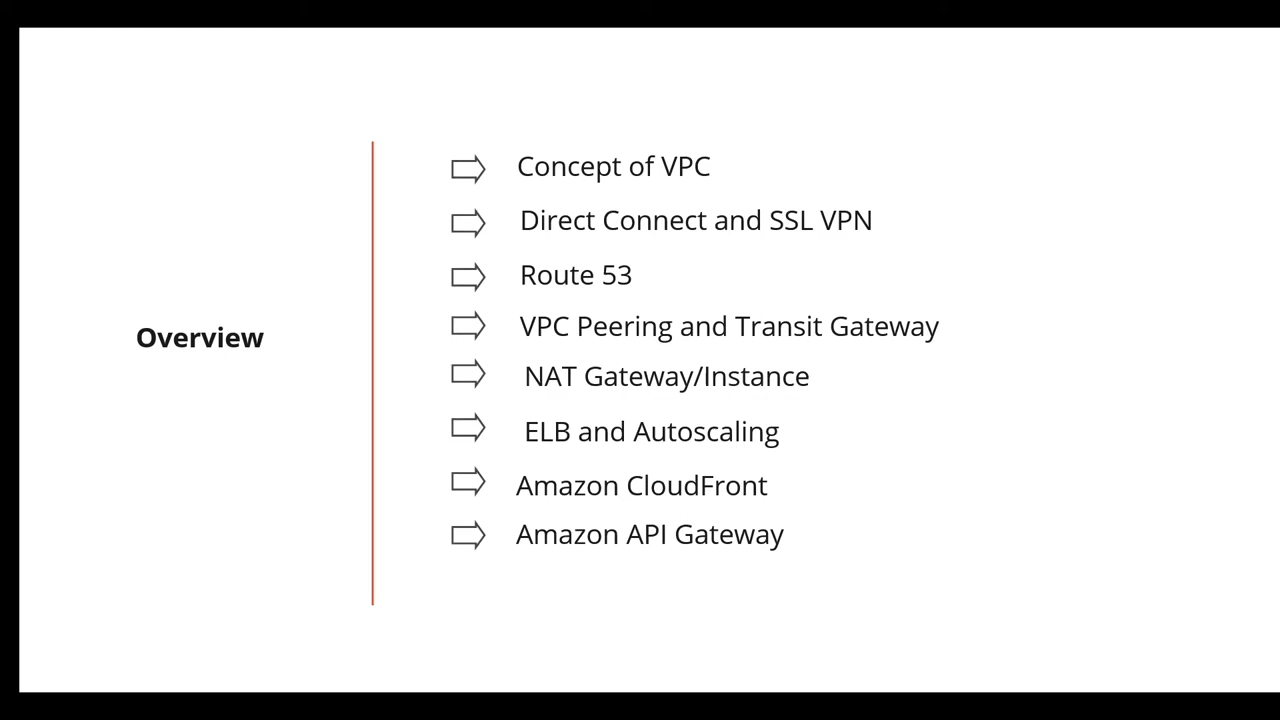 Overview
Concept of VPC
Direct Connect and SSL VPN
Route 53
VPC Peering and Transit Gateway
NAT Gateway/Instance
ELB and Autoscaling
Amazon CloudFront
Amazon API Gateway